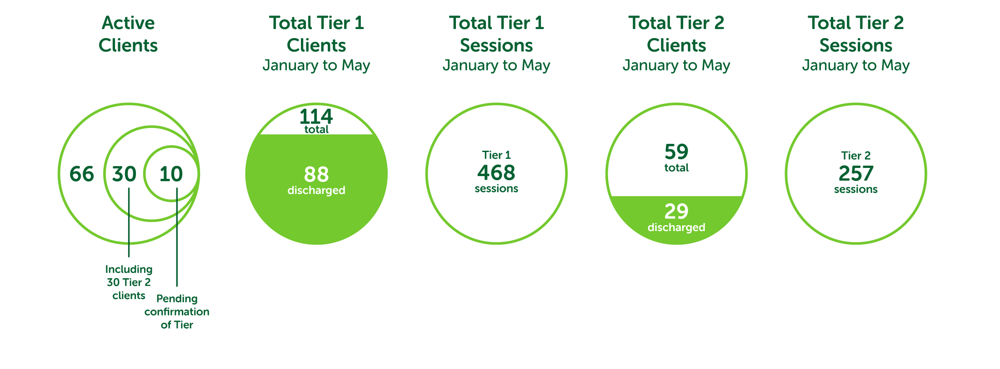 Active
Clients
Total Tier 1
Clients
January to May
Total Tier 1
Sessions
January to May
Total Tier 2
Clients
January to May
Total Tier 2
Sessions
January to May
66
30
10
Including
30 Tier 2
clients
Pending
confirmation
of Tier
114
total
88
discharged
Tier 1
468
sessions
59
total
29
discharged
Tier 2
257
sessions